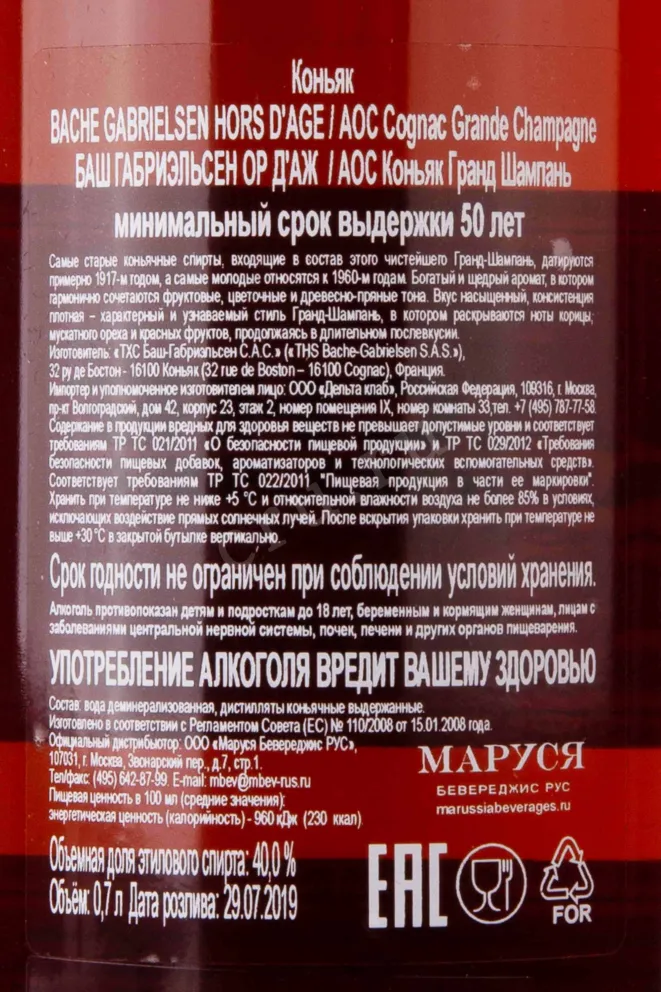 Коньяк
BACHE GABRIELSEN HORS D'AGE / AOC Cognac Grande Champagne
БАШ ГАБРИЭЛЬСЕН ОР Д'АЖ / АОС Коньяк Гранд Шампань
минимальный срок выдержки 50 лет
Самые старые коньячные спирты, входящие в состав этого чистейшего Гранд-Шампань, датируются
примерно 1917-м годом, а самые молодые относятся к 1960-м годам. Богатый и щедрый аромат, в котором
гармонично сочетаются фруктовые, цветочные и древесно-пряные тона. Вкус насыщенный, консистенция
плотная – характерный и узнаваемый стиль Гранд-Шампань, в котором раскрываются ноты корицы,
мускатного ореха и красных фруктов, продолжаясь в длительном послевкусии.
Изготовитель: «ТХС Баш-Габриэльсен С.А.С.» («THS Bache-Gabrielsen S.A.S.»),
32 ру де Бостон - 16100 Коньяк (32 rue de Boston – 16100 Cognac), Франция.
Импортер и уполномоченное изготовителем лицо: ООО «Дельта клаб», Российская Федерация, 109316, г. Москва,
пр-кт Волгоградский, дом 42, корпус 23, этаж 2, номер помещения IX, номер комнаты 33,тел. +7 (495) 787-77-58.
Содержание в продукции вредных для здоровья веществ не превышает допустимые уровни и соответствует
требованиям ТР ТС 021/2011 «О безопасности пищевой продукции» и ТР ТС 029/2012 «Требования
безопасности пищевых добавок, ароматизаторов и технологических вспомогательных средств».
Соответствует требованиям ТР ТС 022/2011 "Пищевая продукция в части ее маркировки".
Хранить при температуре не ниже +5 °С и относительной влажности воздуха не более 85% в условиях,
исключающих воздействие прямых солнечных лучей. После вскрытия упаковки хранить при температуре не
выше +30°С в закрытой бутылке вертикально.
Срок годности не ограничен при соблюдении условий хранения.
Алкоголь противопоказан детям и подросткам до 18 лет, беременным и кормящим женщинам, лицам с
заболеваниями центральной нервной системы, почек, печени и других органов пищеварения.
УПОТРЕБЛЕНИЕ АЛКОГОЛЯ ВРЕДИТ ВАШЕМУ ЗДОРОВЬЮ
Состав: вода деминерализованная, дистилляты коньячные выдержанные.
Изготовлено в соответствии с Регламентом Совета (ЕС) № 110/2008 от 15.01.2008 года.
Официальный дистрибьютор: ООО «Маруся Бевереджис РУС»,
107031, г. Москва, Звонарский пер., д.7, стр.1.
Тел/факс: (495) 642-87-99. E-mail: mbev@mbev-rus.ru
Пищевая ценность в 100 мл (средние значения):
энергетическая ценность (калорийность) - 960 кДж (230 ккал).
МАРУСЯ
БЕВЕРЕДЖИС РУС
marussiabeverages.ru
Объемная доля этилового спирта: 40,0 %
Объём: 0,7 л Дата розлива: 29.07.2019
ЕАС
FOR